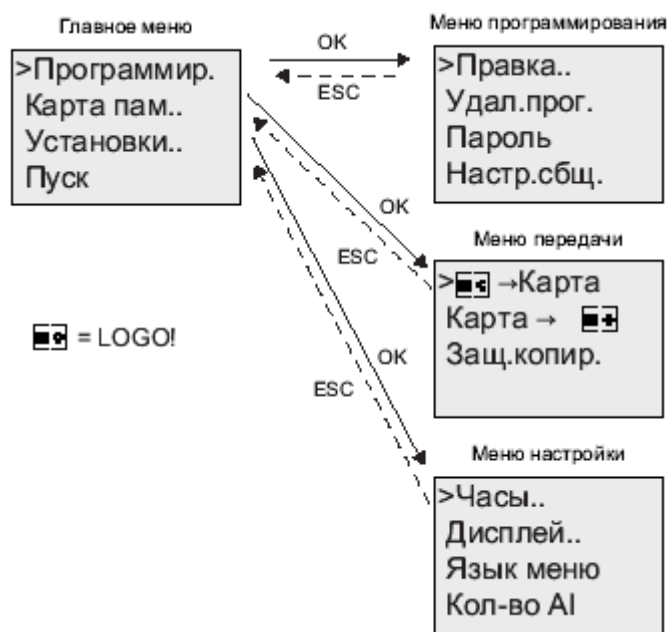 Главное меню
>Программир.
Карта пам..
Установки..
Пуск
OK
ESC
Меню программирования
>Правка..
Удал.прог.
Пароль
Настр.сбщ.
OK
ESC
Меню передачи
> →Карта
Карта →
Защ.копир.
= LOGO!
OK
ESC
Меню настройки
>Часы..
Дисплей..
Язык меню
Кол-во AI